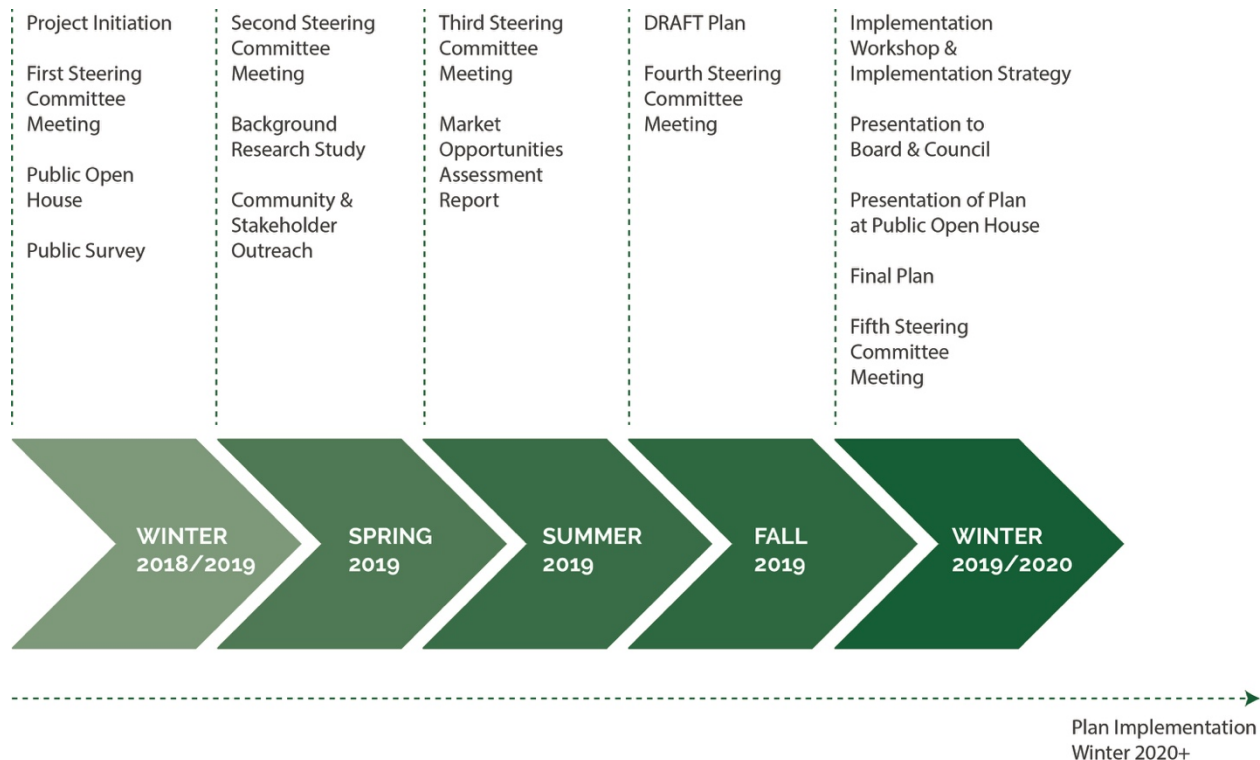 Project Initiation
First Steering
Committee
Meeting
Public Open
House
Public Survey
Second Steering
Committee
Meeting
Background
Research Study
Community &
Stakeholder
Outreach
Third Steering
Committee
Meeting
Market
Opportunities
Assessment
Report
DRAFT Plan
Fourth Steering
Committee
Meeting
Implementation
Workshop &
Implementation Strategy
Presentation to
Board & Council
Presentation of Plan
at Public Open House
Final Plan
Fifth Steering
Committee
Meeting
WINTER
2018/2019
SPRING
2019
SUMMER
2019
FALL
2019
WINTER
2019/2020
Plan Implementation
Winter 2020+